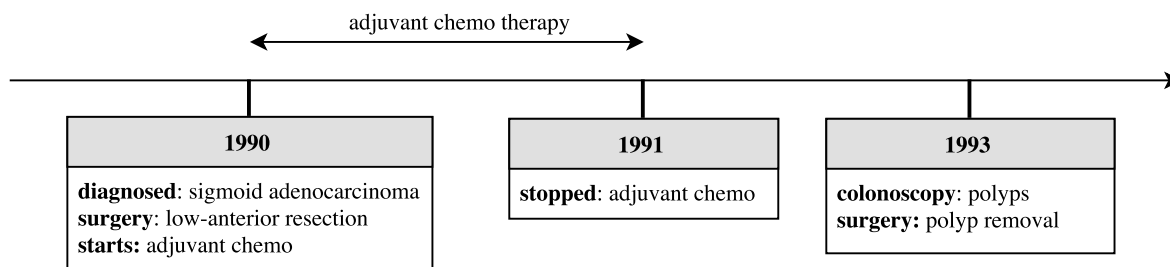 adjuvant chemo therapy
1990
diagnosed: sigmoid adenocarcinoma
surgery: low-anterior resection
starts: adjuvant chemo
1991
stopped: adjuvant chemo
1993
colonoscopy: polyps
surgery: polyp removal